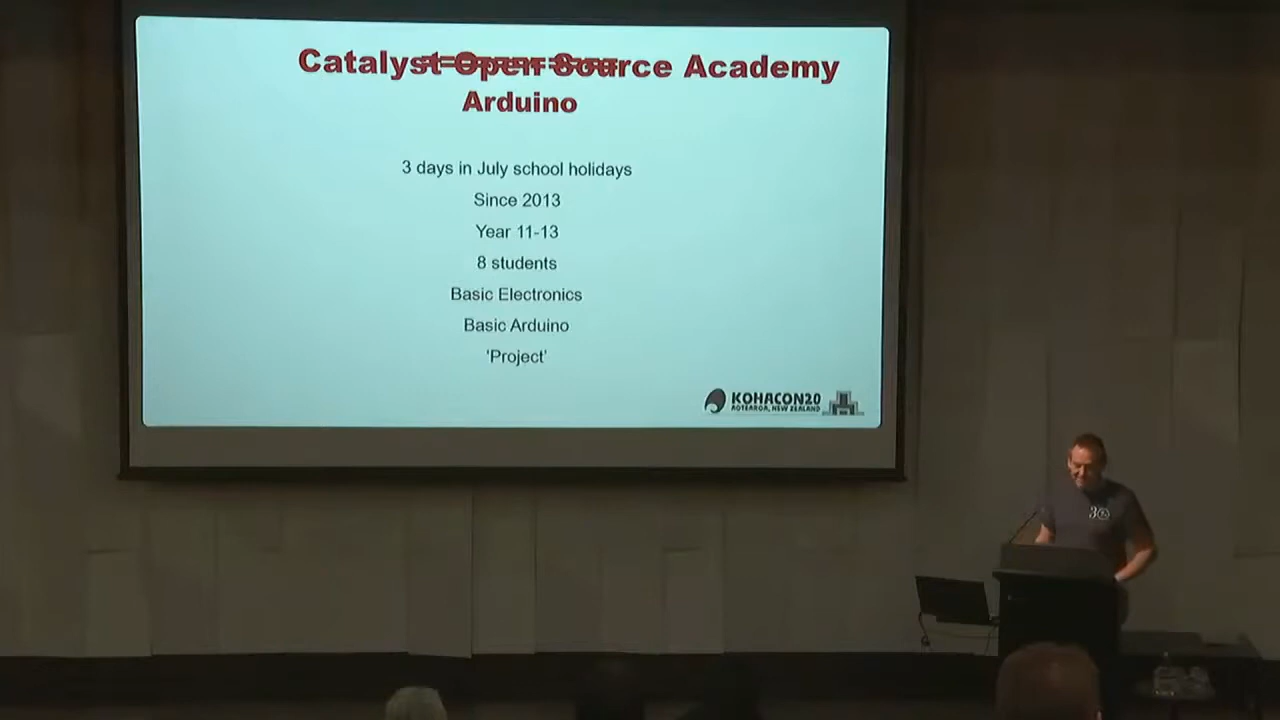 Catalyst Open Source Academy
Arduino
3 days in July school holidays
Since 2013
Year 11-13
8 students
Basic Electronics
Basic Arduino
'Project'
KOHACON20
AOTEAROA, NEW ZEALAND
30